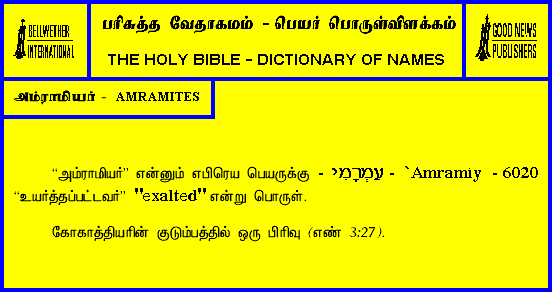 BELLWETHER
INTERNATIONAL
பரிசுத்த வேதாகமம் - பெயர் பொருள்விளக்கம்
THE HOLY BIBLE - DICTIONARY OF NAMES
GOOD NEWS
PUBLISHERS
அம்ராமியர் - AMRAMITES
“அம்ராமியர்” என்னும் எபிரெய பெயருக்கு - עַמְרָמִי - `Amramiy - 6020
“உயர்த்தப்பட்டவர்” "exalted" என்று பொருள்.
கோகாத்தியரின் குடும்பத்தில் ஒரு பிரிவு (எண் 3:27).